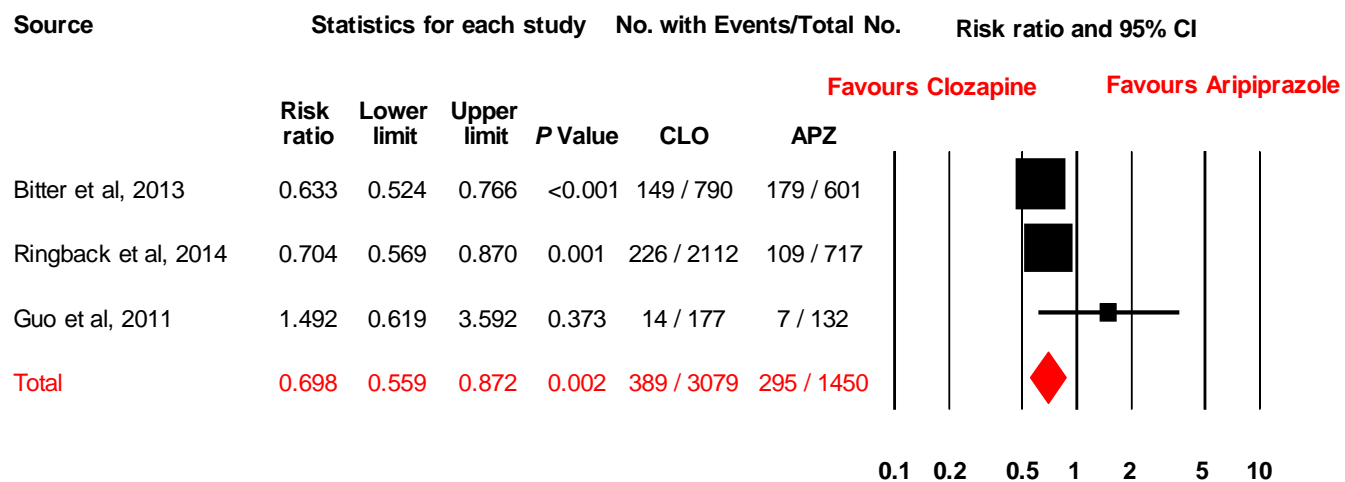 Source Statistics for each study No. with Events/Total No. Risk ratio and 95% CI
Favours Clozapine Favours Aripiprazole
Risk ratio Lower limit Upper limit P Value CLO APZ
Bitter et al, 2013 0.633 0.524 0.766 <0.001 149 / 790 179 / 601
Ringback et al, 2014 0.704 0.569 0.870 0.001 226 / 2112 109 / 717
Guo et al, 2011 1.492 0.619 3.592 0.373 14 / 177 7 / 132
Total 0.698 0.559 0.872 0.002 389 / 3079 295 / 1450
0.1 0.2 0.5 1 2 5 10